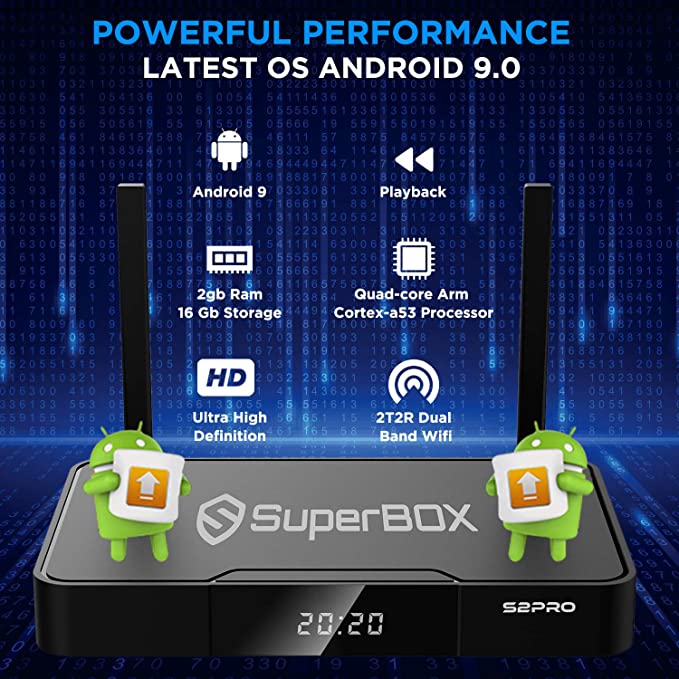 POWERFUL PERFORMANCE
LATEST OS ANDROID 9.0
Android 9
Playback
2gb Ram
16 Gb Storage
Quad-core Arm
Cortex-a53 Processor
HD
Ultra High
Definition
2T2R Dual
Band Wifi
S SuperBOX
S2PRO
20:20